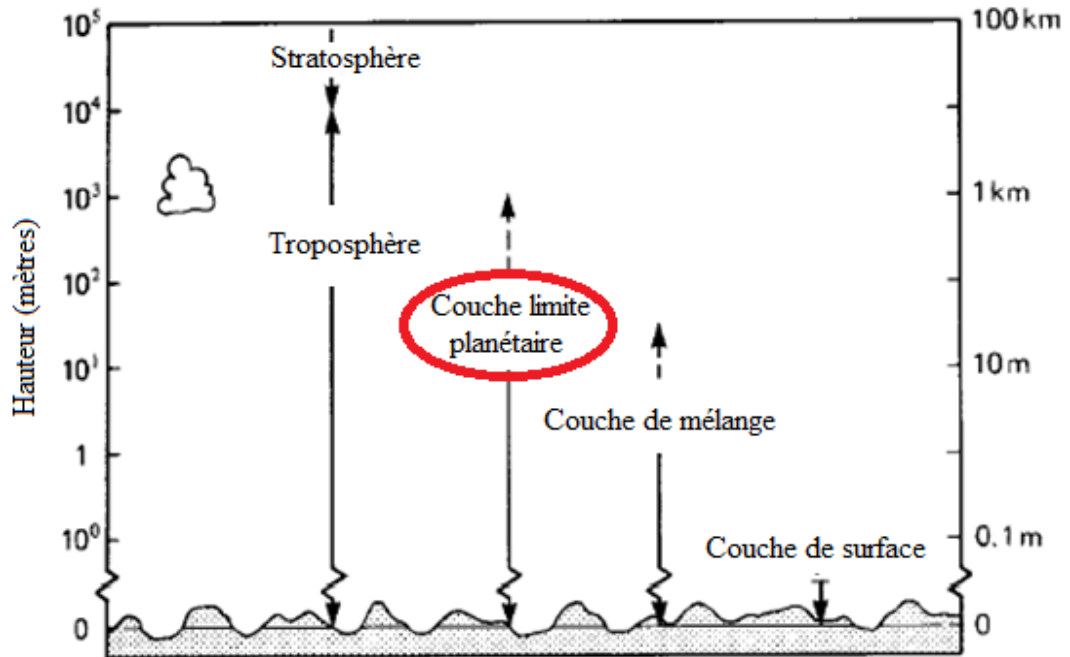 10⁵
10⁴
10³
10²
10¹
1
10⁰
0
Hauteur (mètres)
Stratosphère
Troposphère
Couche limite
planétaire
Couche de mélange
Couche de surface
100 km
1 km
10 m
0.1 m
0